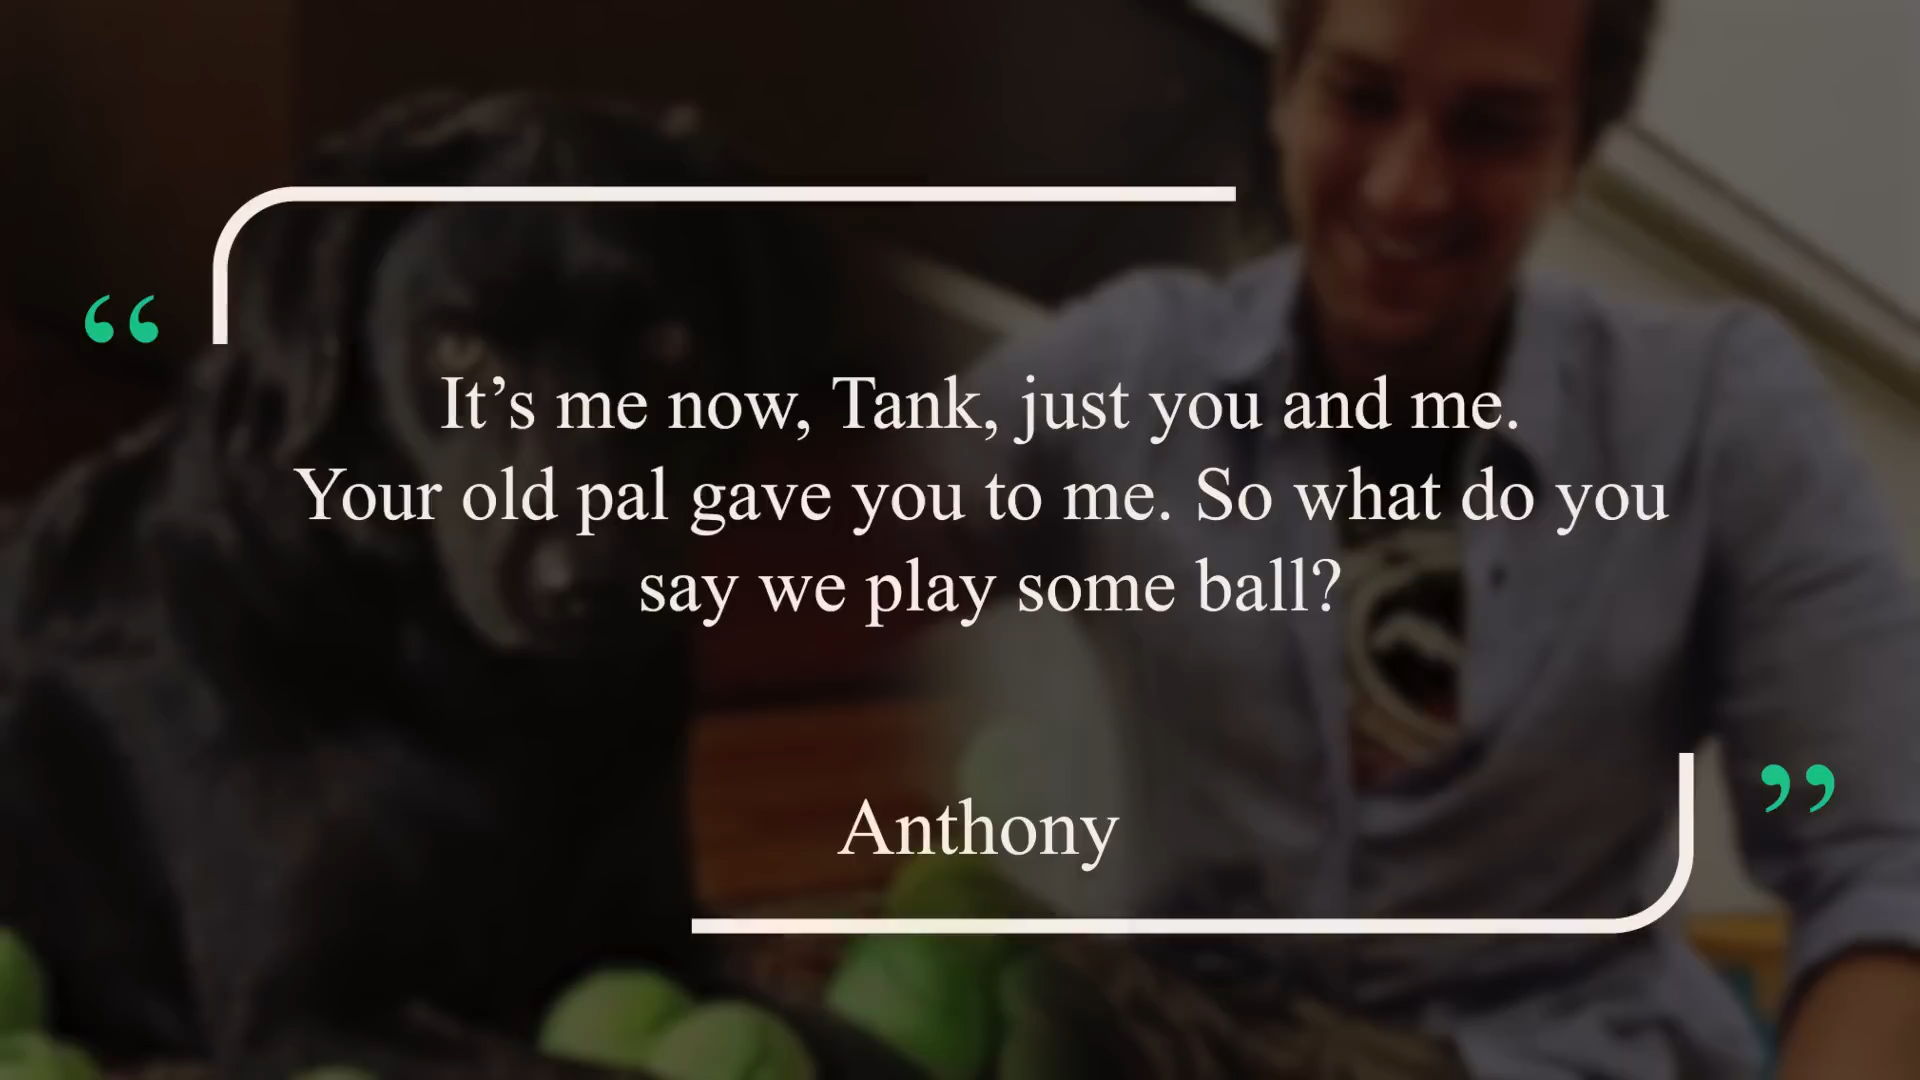 “
It’s me now, Tank, just you and me.
Your old pal gave you to me. So what do you
say we play some ball?
”
Anthony